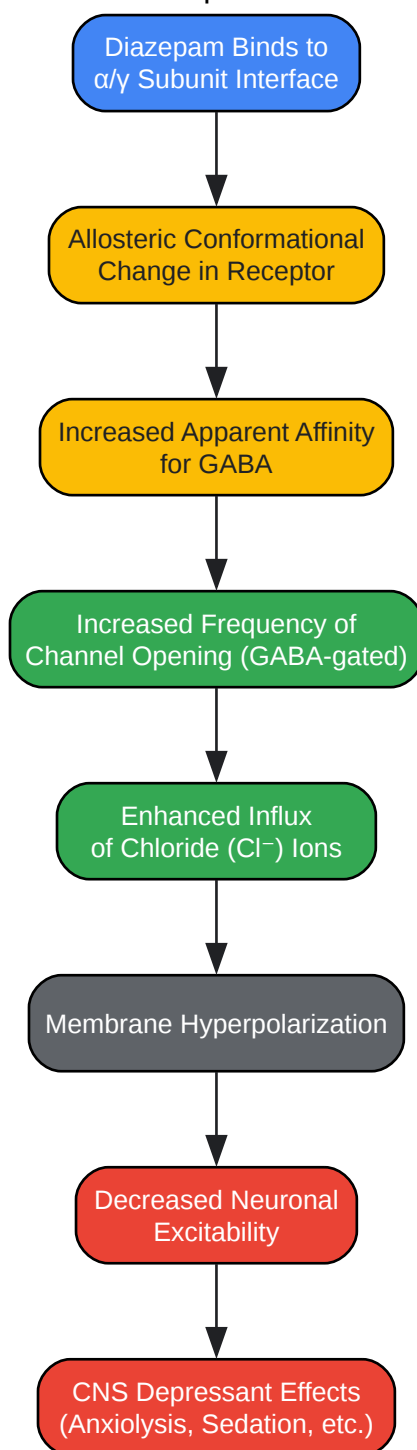 Diazepam Binds to
α/γ Subunit Interface
Allosteric Conformational
Change in Receptor
Increased Apparent Affinity
for GABA
Increased Frequency of
Channel Opening (GABA-gated)
Enhanced Influx
of Chloride (Cl⁻) Ions
Membrane Hyperpolarization
Decreased Neuronal
Excitability
CNS Depressant Effects
(Anxiolysis, Sedation, etc.)